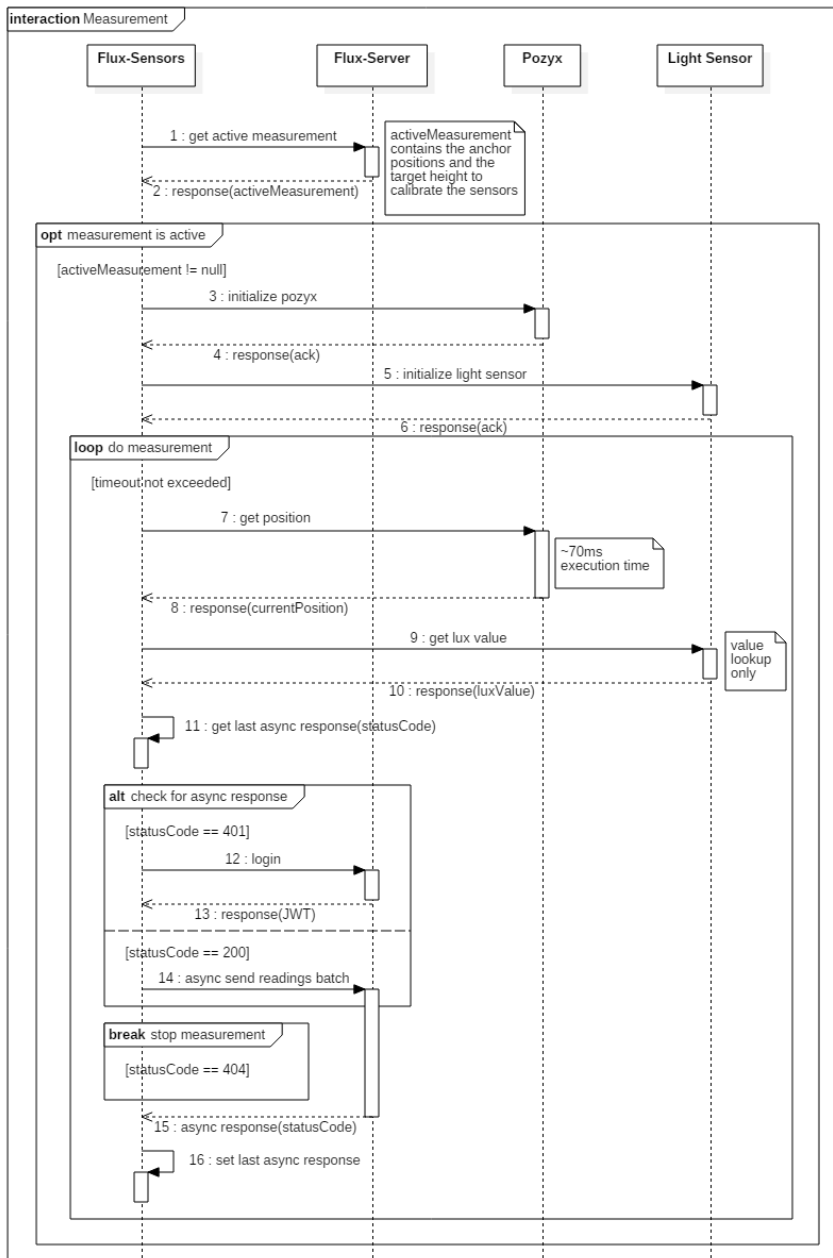 interaction Measurement
Flux-Sensors
Flux-Server
Pozyx
Light Sensor
1 : get active measurement
activeMeasurement
contains the anchor
positions and the
target height to
calibrate the sensors
2 : response(activeMeasurement)
opt measurement is active
[activeMeasurement != null]
3 : initialize pozyx
4 : response(ack)
5 : initialize light sensor
6 : response(ack)
loop do measurement
[timeout not exceeded]
7 : get position
~70ms
execution time
8 : response(currentPosition)
9 : get lux value
value
lookup
only
10 : response(luxValue)
11 : get last async response(statusCode)
alt check for async response
[statusCode == 401]
12 : login
13 : response(JWT)
[statusCode == 200]
14 : async send readings batch
break stop measurement
[statusCode == 404]
15 : async response(statusCode)
16 : set last async response